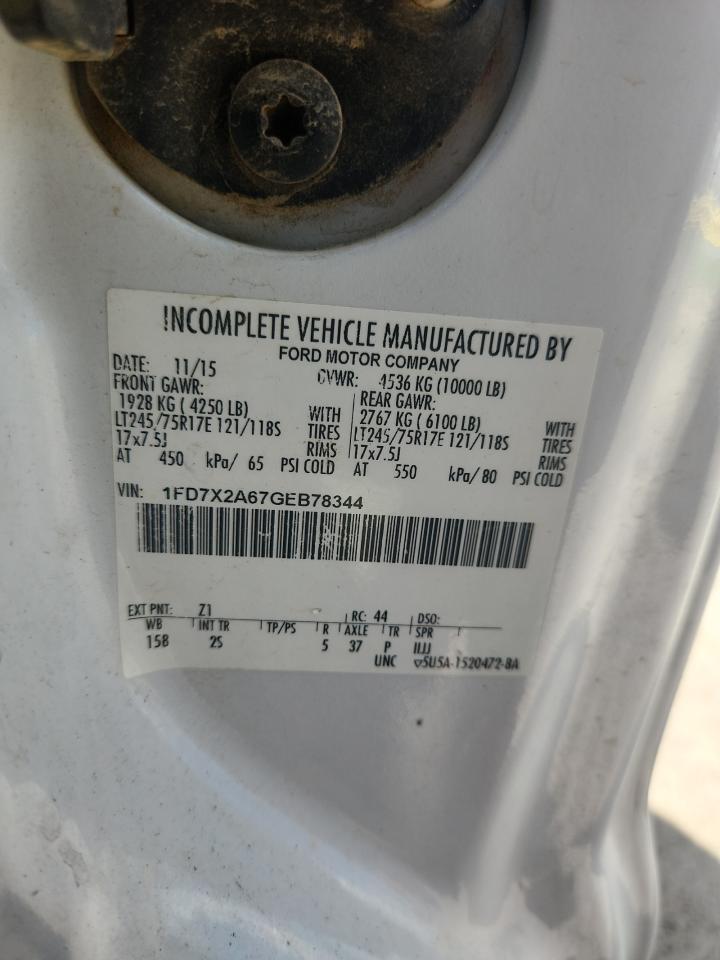 INCOMPLETE VEHICLE MANUFACTURED BY
FORD MOTOR COMPANY
DATE: 11/15 GVWR: 4536 KG (10000 LB)
FRONT GAWR: REAR GAWR:
1928 KG ( 4250 LB) WITH 2767 KG ( 6100 LB) WITH
LT245/75R17E 121/118S TIRES LT245/75R17E 121/118S TIRES
17x7.5J RIMS 17x7.5J RIMS
AT 450 kPa/ 65 PSI COLD AT 550 kPa/ 80 PSI COLD
VIN: 1FD7X2A67GEB78344
EXT PNT: Z1 RC: 44 DSO:
WB INT TR TP/PS R AXLE TR SPR
158 2S 5 37 P IIJJ
UNC 5U5A-1520472-BA